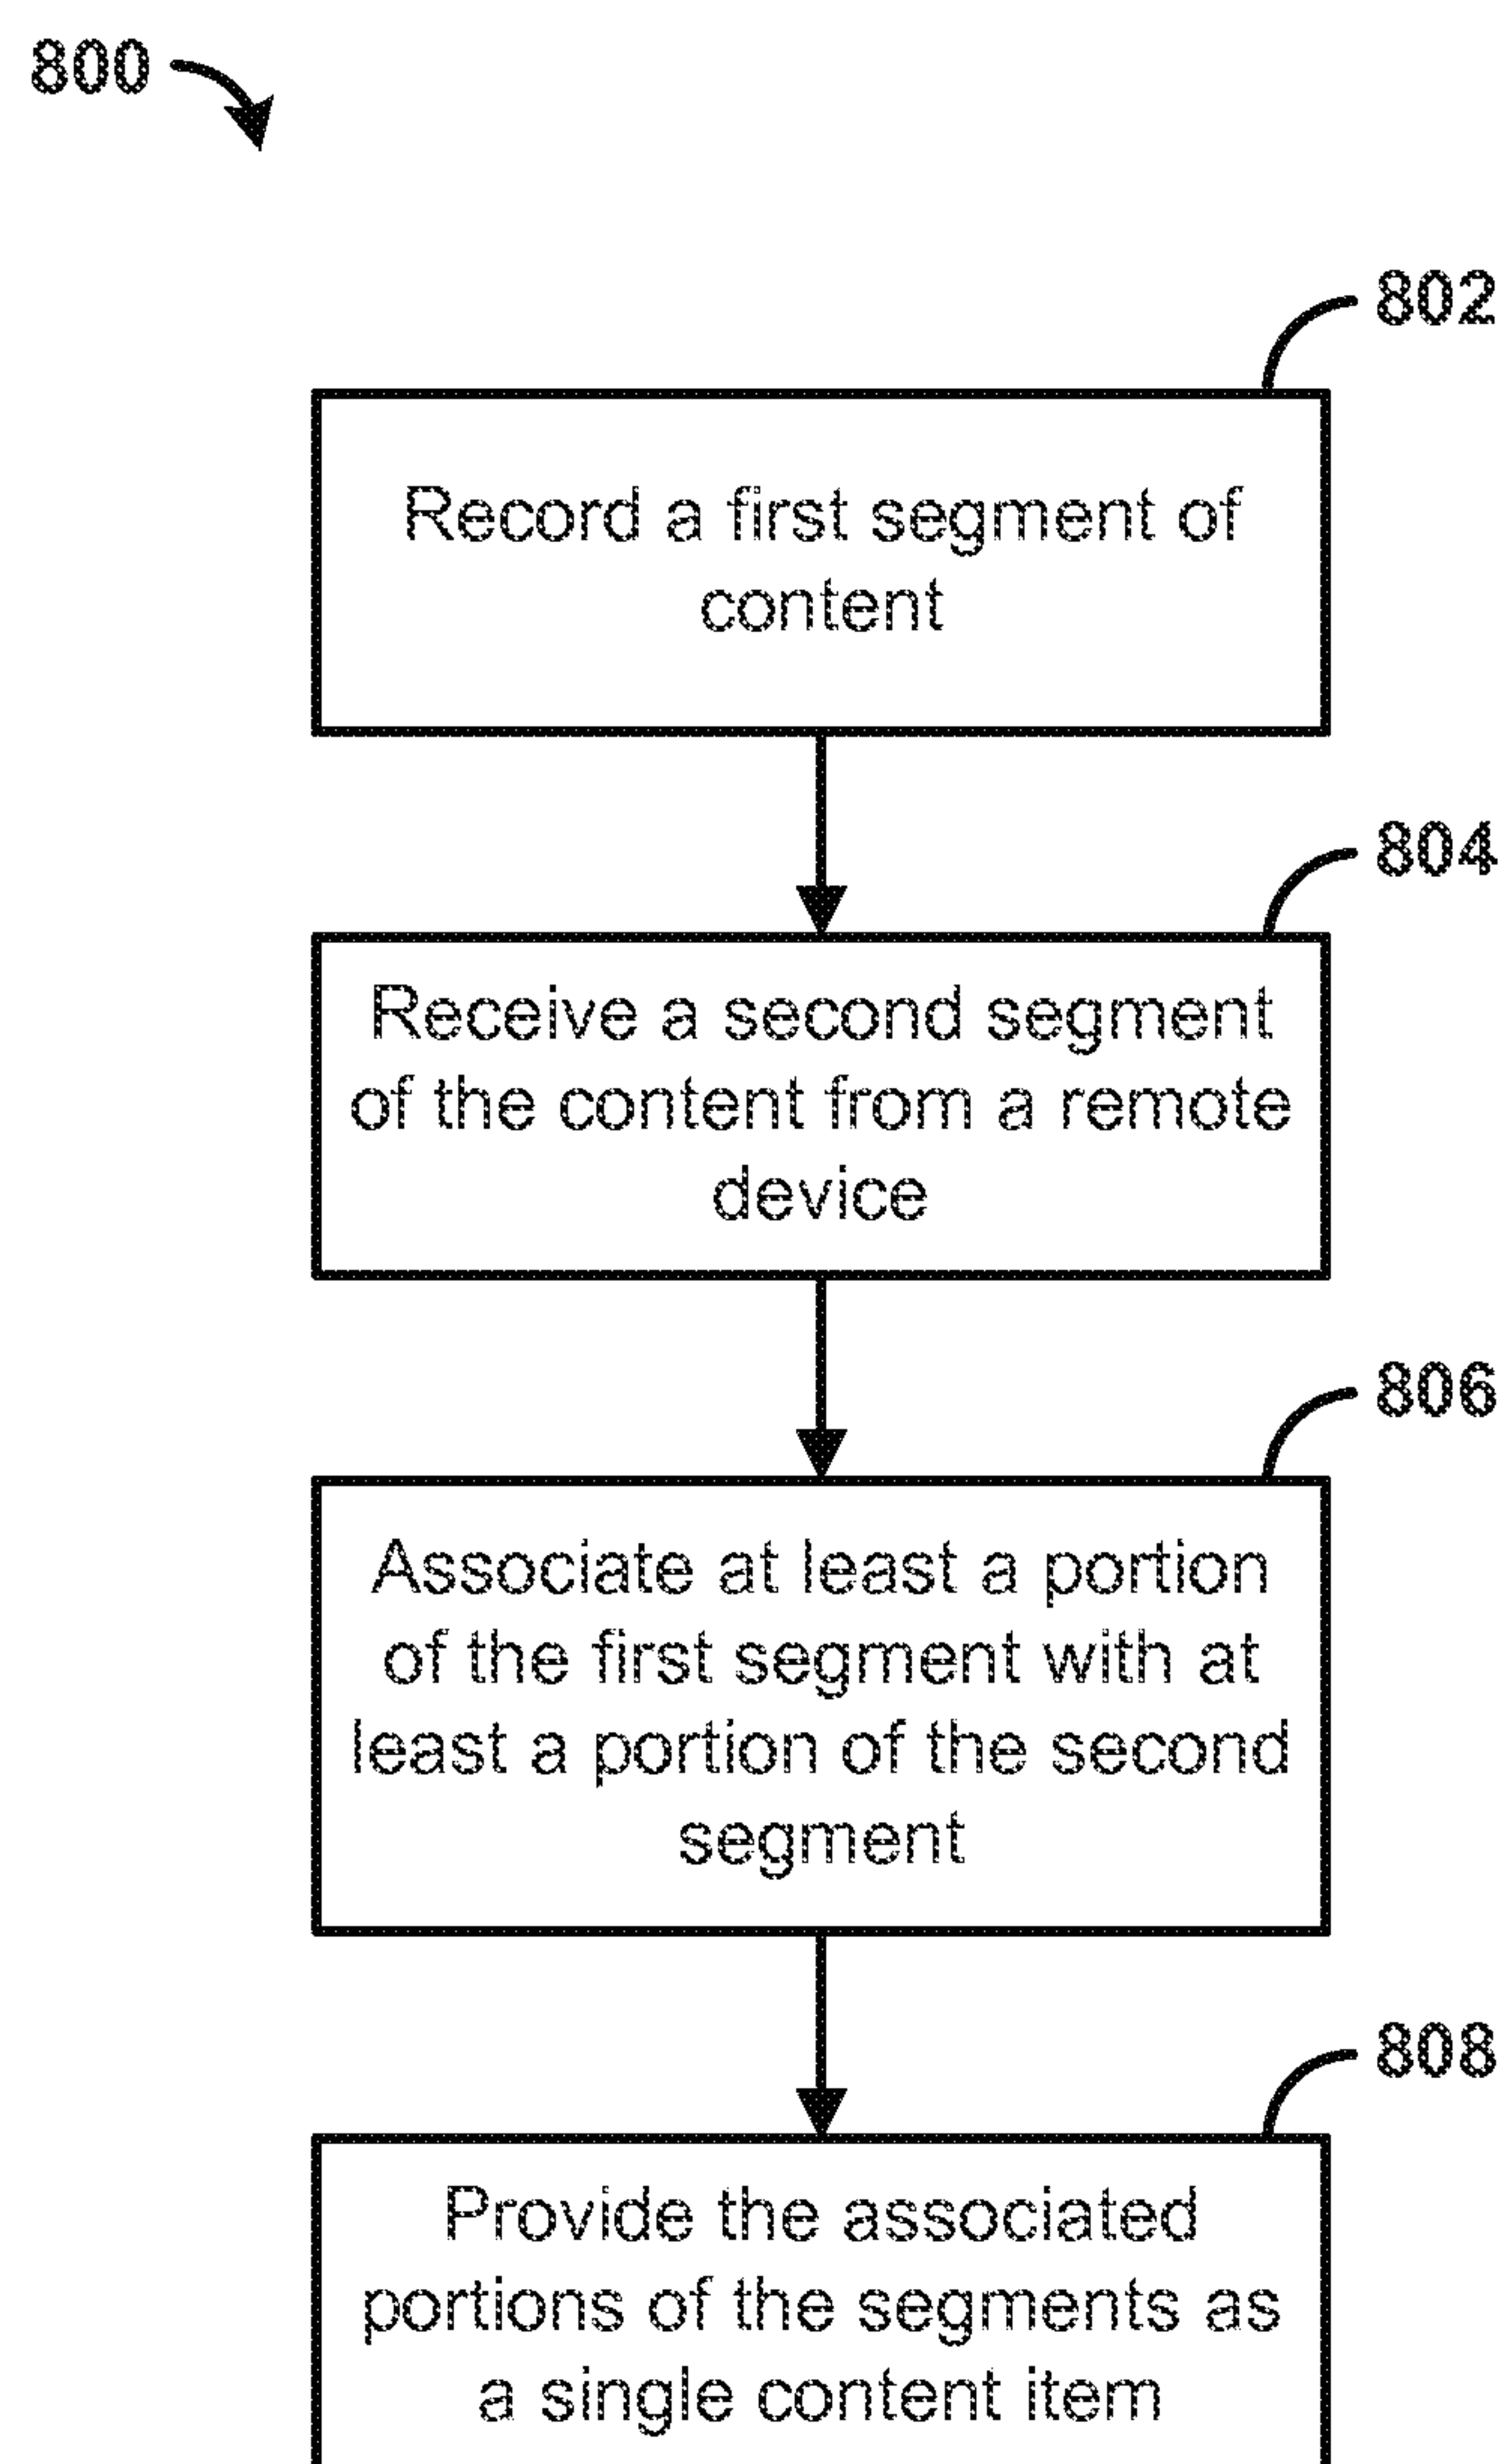 800
802
Record a first segment of
content
804
Receive a second segment
of the content from a remote
device
806
Associate at least a portion
of the first segment with at
least a portion of the second
segment
808
Provide the associated
portions of the segments as
a single content item